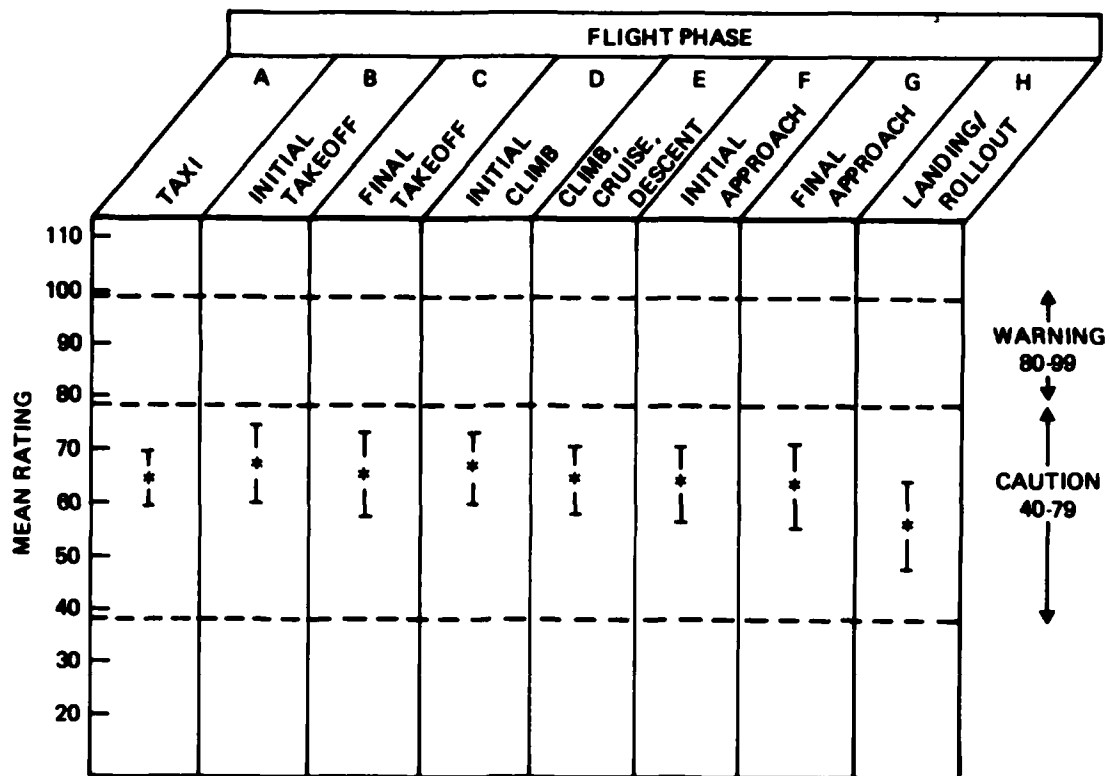 FLIGHT PHASE
A B C D E F G H
TAXI
INITIAL
TAKEOFF
FINAL
TAKEOFF
INITIAL
CLIMB
CLIMB,
CRUISE,
DESCENT
INITIAL
APPROACH
FINAL
APPROACH
LANDING/
ROLLOUT
MEAN RATING
110
100
90
80
70
60
50
40
30
20
WARNING
80-99
CAUTION
40-79